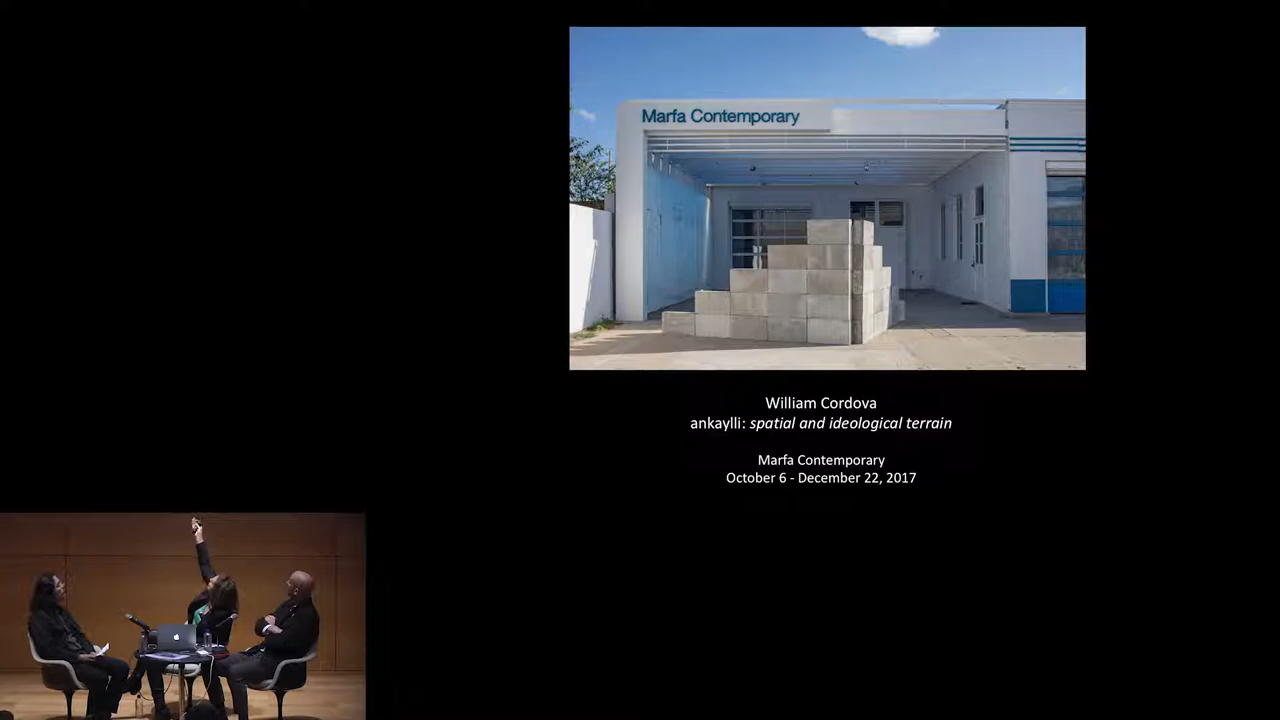 Marfa Contemporary
William Cordova
ankaylli: spatial and ideological terrain
Marfa Contemporary
October 6 - December 22, 2017